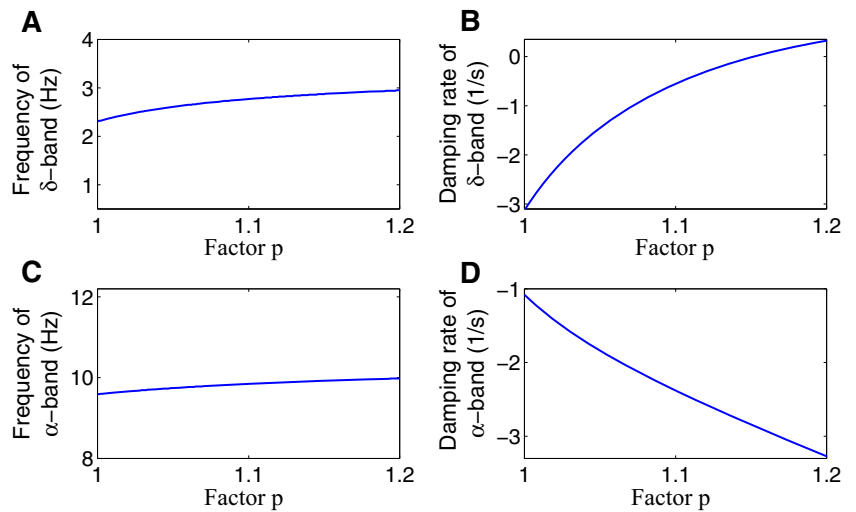 A
Frequency of
δ−band (Hz)
4
3
2
1
1
1.1
1.2
Factor p
B
Damping rate of
δ−band (1/s)
0
−1
−2
−3
1
1.1
1.2
Factor p
C
Frequency of
α−band (Hz)
12
10
8
1
1.1
1.2
Factor p
D
Damping rate of
α−band (1/s)
−1
−2
−3
1
1.1
1.2
Factor p